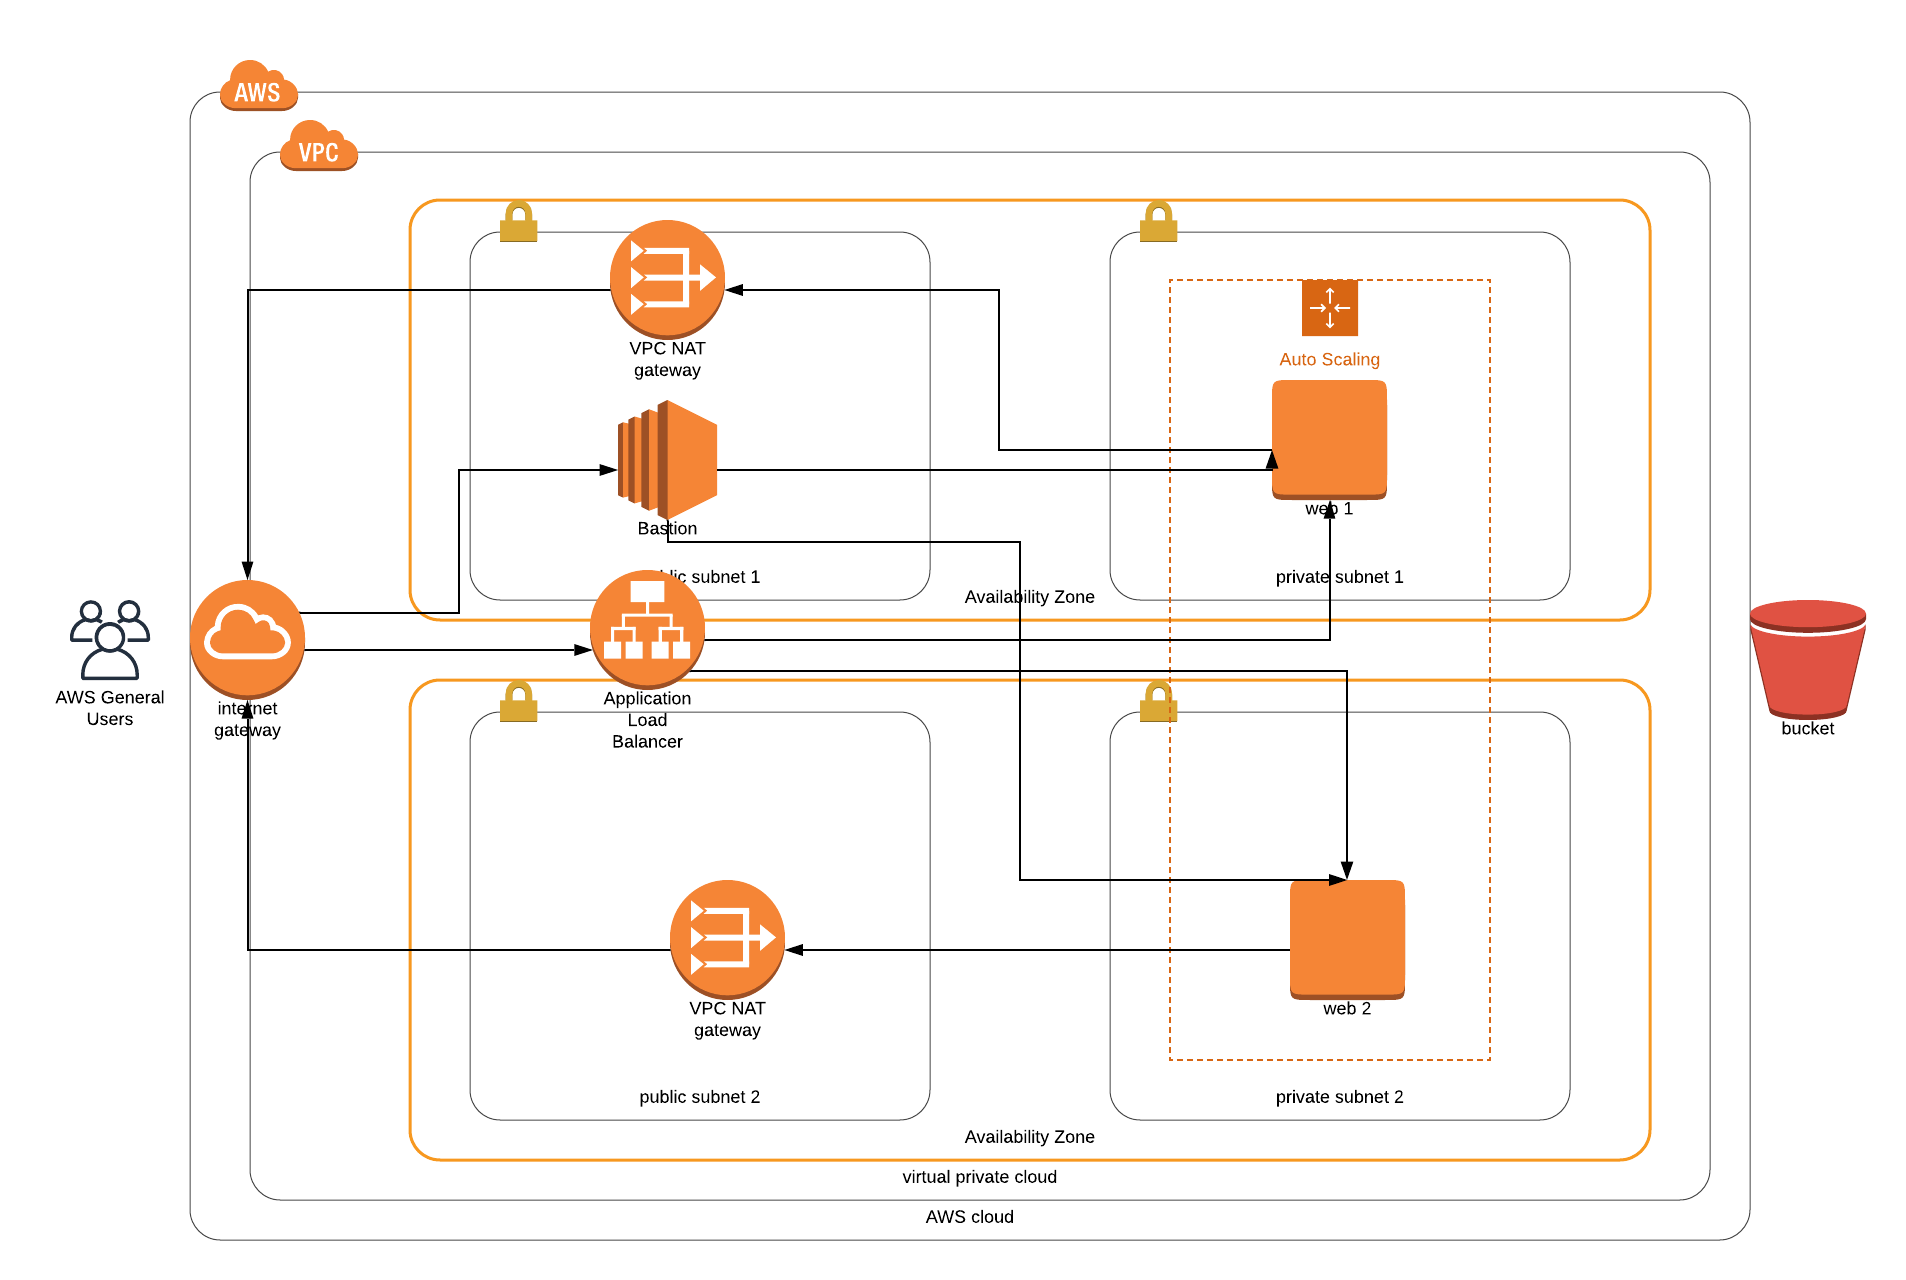 AWS
VPC
VPC NAT
gateway
Auto Scaling
Bastion
web 1
lic subnet 1
private subnet 1
Availability Zone
AWS General
Users
internet
gateway
Application
Load
Balancer
bucket
VPC NAT
gateway
web 2
public subnet 2
private subnet 2
Availability Zone
virtual private cloud
AWS cloud